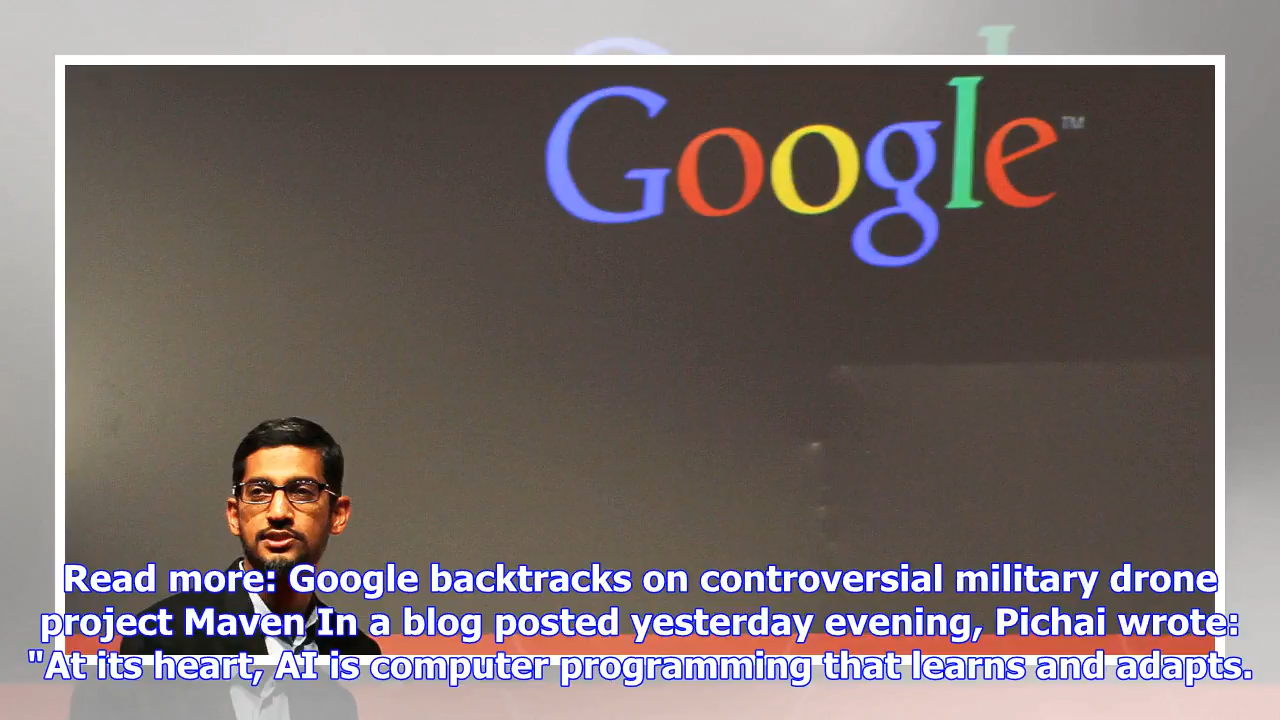 Google™
Read more: Google backtracks on controversial military drone
project Maven In a blog posted yesterday evening, Pichai wrote:
"At its heart, AI is computer programming that learns and adapts.